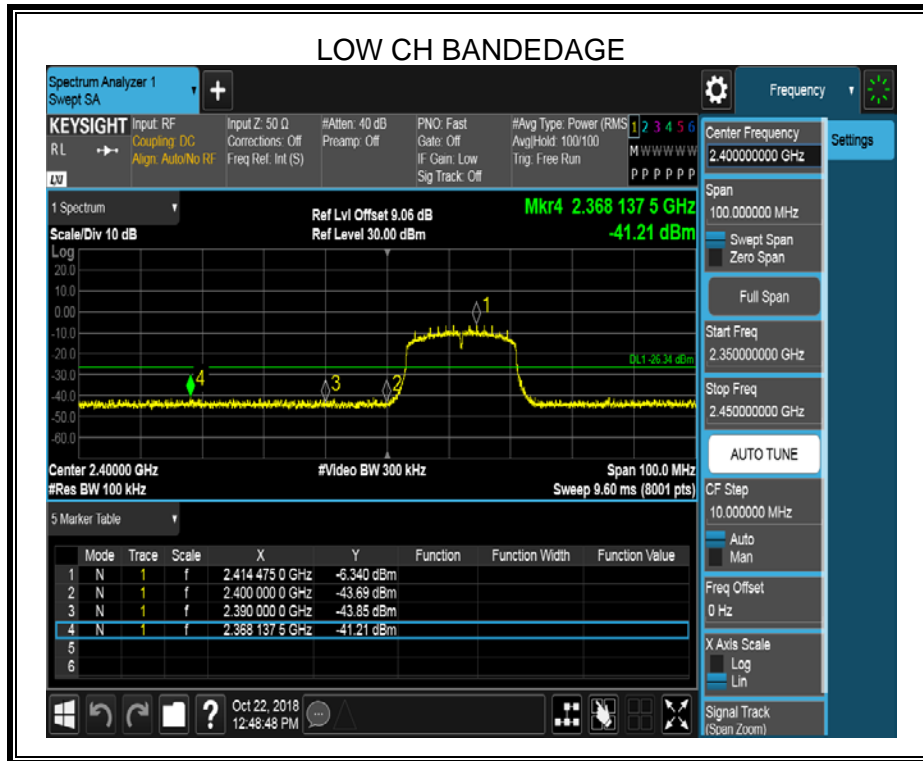 LOW CH BANDEDAGE
Spectrum Analyzer 1
Swept SA
Frequency
KEYSIGHT
RL
LXI
Input: RF
Coupling: DC
Align: Auto/No RF
Input Z: 50 Ω
Corrections: Off
Freq Ref: Int (S)
#Atten: 40 dB
Preamp: Off
PNO: Fast
Gate: Off
IF Gain: Low
Sig Track: Off
#Avg Type: Power (RMS
Avg|Hold: 100/100
Trig: Free Run
1 2 3 4 5 6
M W W W W W
P P P P P P
Center Frequency
2.400000000 GHz
Settings
1 Spectrum
Scale/Div 10 dB
Ref Lvl Offset 9.06 dB
Ref Level 30.00 dBm
Mkr4 2.368 137 5 GHz
-41.21 dBm
Span
100.000000 MHz
Swept Span
Zero Span
Full Span
Log
20.0
10.0
0.00
-10.0
-20.0
-30.0
-40.0
-50.0
-60.0
1
DL1 -26.34 dBm
4
3
2
Start Freq
2.350000000 GHz
Stop Freq
2.450000000 GHz
AUTO TUNE
Center 2.40000 GHz
#Video BW 300 kHz
Span 100.0 MHz
#Res BW 100 kHz
Sweep 9.60 ms (8001 pts)
CF Step
10.000000 MHz
Auto
Man
5 Marker Table
Mode Trace Scale X Y Function Function Width Function Value
1 N 1 f 2.414 475 0 GHz -6.340 dBm
2 N 1 f 2.400 000 0 GHz -43.69 dBm
3 N 1 f 2.390 000 0 GHz -43.85 dBm
4 N 1 f 2.368 137 5 GHz -41.21 dBm
5
6
Freq Offset
0 Hz
X Axis Scale
Log
Lin
Signal Track
(Span Zoom)
?
Oct 22, 2018
12:48:48 PM